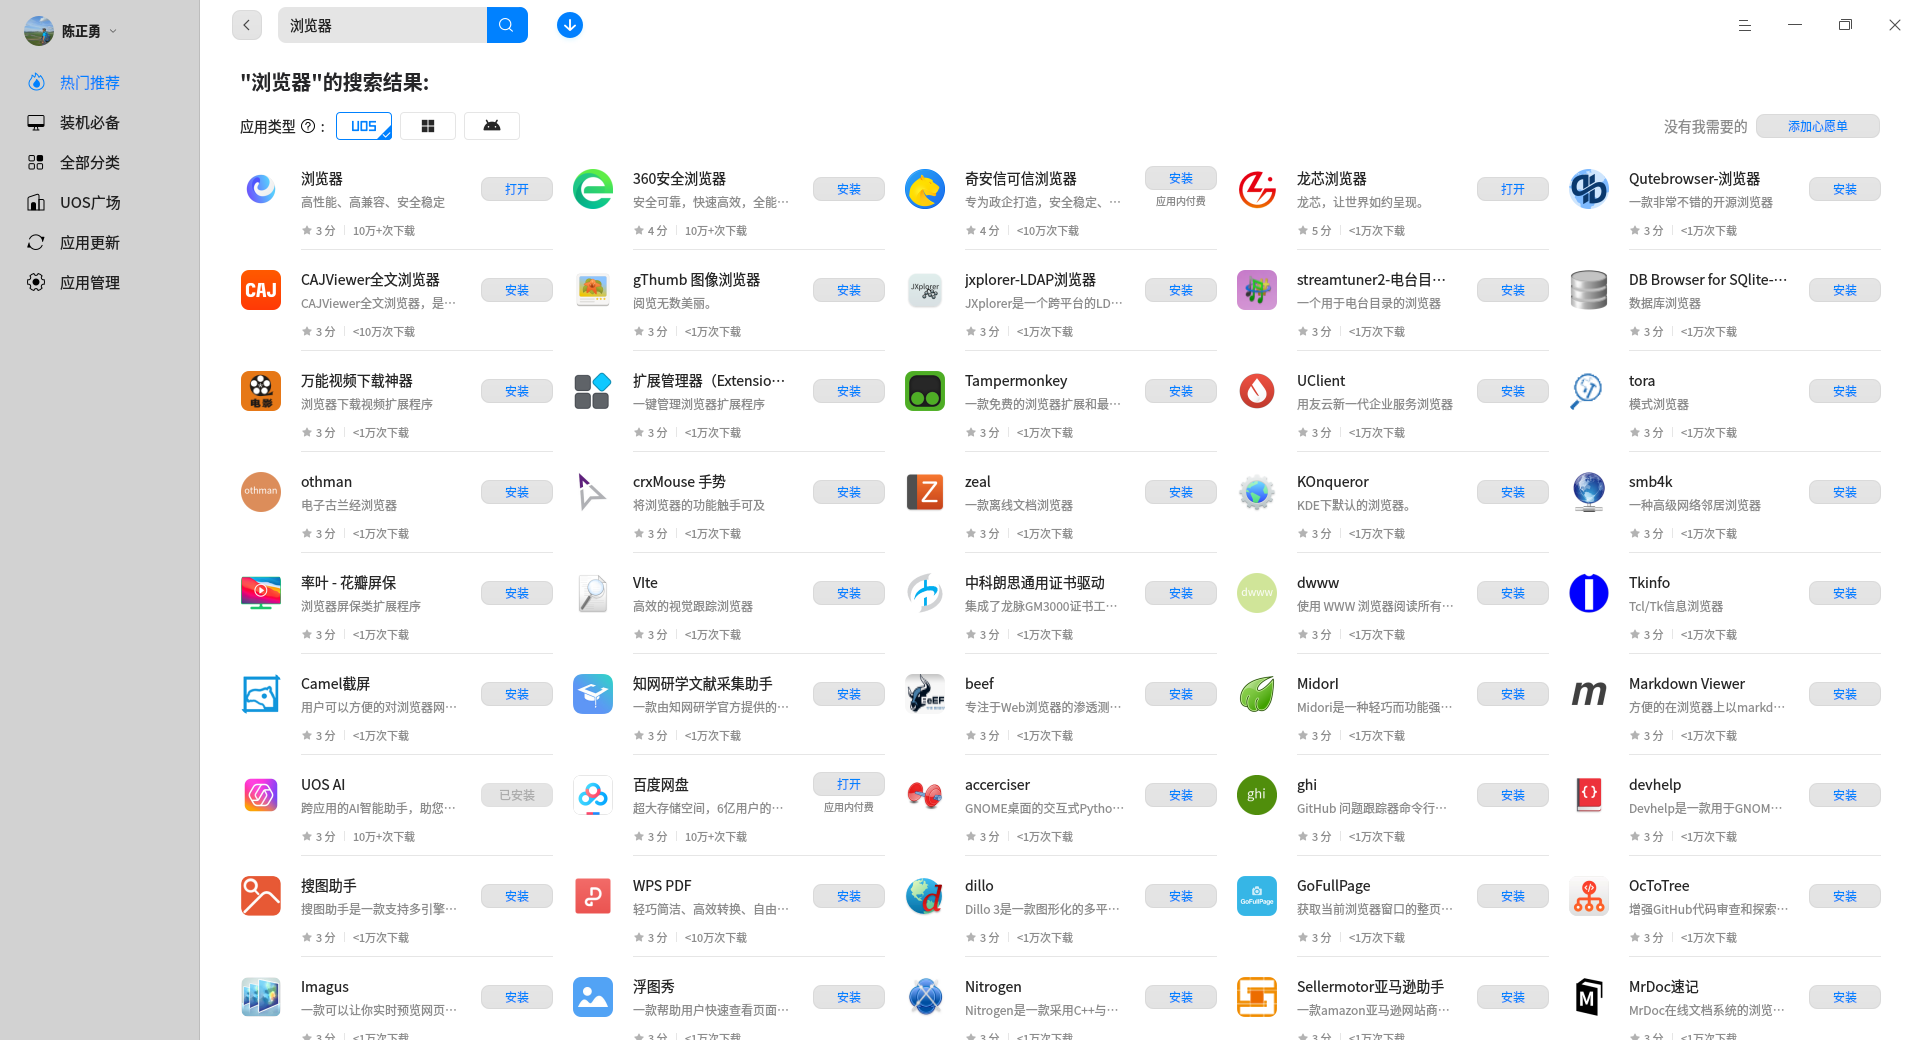 陈正勇
浏览器
热门推荐
装机必备
全部分类
UOS广场
应用更新
应用管理
"浏览器"的搜索结果:
应用类型 ? :
UOS
没有我需要的
添加心愿单
浏览器
高性能、高兼容、安全稳定
3 分
10万+次下载
打开
360安全浏览器
安全可靠，快速高效，全能…
4 分
10万+次下载
安装
奇安信可信浏览器
专为政企打造，安全稳定、…
4 分
<10万次下载
安装
应用内付费
龙芯浏览器
龙芯，让世界如约呈现。
5 分
<1万次下载
打开
Qutebrowser-浏览器
一款非常不错的开源浏览器
3 分
<1万次下载
安装
CAJ
CAJViewer全文浏览器
CAJViewer全文浏览器，是…
3 分
<10万次下载
安装
gThumb 图像浏览器
阅览无数美丽。
3 分
<1万次下载
安装
JXplorer
jxplorer-LDAP浏览器
JXplorer是一个跨平台的LD…
3 分
<1万次下载
安装
streamtuner2-电台目…
一个用于电台目录的浏览器
3 分
<1万次下载
安装
DB Browser for SQlite-…
数据库浏览器
3 分
<1万次下载
安装
电影
万能视频下载神器
浏览器下载视频扩展程序
3 分
<1万次下载
安装
扩展管理器（Extensio…
一键管理浏览器扩展程序
3 分
<1万次下载
安装
Tampermonkey
一款免费的浏览器扩展和最…
3 分
<1万次下载
安装
UClient
用友云新一代企业服务浏览器
3 分
<1万次下载
安装
tora
模式浏览器
3 分
<1万次下载
安装
othman
othman
电子古兰经浏览器
3 分
<1万次下载
安装
crxMouse 手势
将浏览器的功能触手可及
3 分
<1万次下载
安装
Z
zeal
一款离线文档浏览器
3 分
<1万次下载
安装
KOnqueror
KDE下默认的浏览器。
3 分
<1万次下载
安装
smb4k
一种高级网络邻居浏览器
3 分
<1万次下载
安装
率叶 - 花瓣屏保
浏览器屏保类扩展程序
3 分
<1万次下载
安装
VIte
高效的视觉跟踪浏览器
3 分
<1万次下载
安装
中科朗思通用证书驱动
集成了龙脉GM3000证书工…
3 分
<1万次下载
安装
dwww
dwww
使用 WWW 浏览器阅读所有…
3 分
<1万次下载
安装
Tkinfo
Tcl/Tk信息浏览器
3 分
<1万次下载
安装
Camel截屏
用户可以方便的对浏览器网…
3 分
<1万次下载
安装
知网研学文献采集助手
一款由知网研学官方提供的…
3 分
<1万次下载
安装
BeEF
beef
专注于Web浏览器的渗透测…
3 分
<1万次下载
安装
MidorI
Midori是一种轻巧而功能强…
3 分
<1万次下载
安装
m
Markdown Viewer
方便的在浏览器上以markd…
3 分
<1万次下载
安装
UOS AI
跨应用的AI智能助手，助您…
3 分
10万+次下载
已安装
百度网盘
超大存储空间，6亿用户的…
3 分
10万+次下载
打开
应用内付费
accerciser
GNOME桌面的交互式Pytho…
3 分
<1万次下载
安装
ghi
ghi
GitHub 问题跟踪器命令行…
3 分
<1万次下载
安装
{}
devhelp
Devhelp是一款用于GNOM…
3 分
<1万次下载
安装
搜图助手
搜图助手是一款支持多引擎…
3 分
<1万次下载
安装
WPS PDF
轻巧简洁、高效转换、自由…
3 分
<10万次下载
安装
d
dillo
Dillo 3是一款图形化的多平…
3 分
<1万次下载
安装
GoFullPage
GoFullPage
获取当前浏览器窗口的整页…
3 分
<1万次下载
安装
OcToTree
增强GitHub代码审查和探索…
3 分
<1万次下载
安装
Imagus
一款可以让你实时预览网页…
3 分
<1万次下载
安装
浮图秀
一款帮助用户快速查看页面…
3 分
<1万次下载
安装
Nitrogen
Nitrogen是一款采用C++与…
3 分
<1万次下载
安装
Sellermotor亚马逊助手
一款amazon亚马逊网站商…
3 分
<1万次下载
安装
M
MrDoc速记
MrDoc在线文档系统的浏览…
3 分
<1万次下载
安装